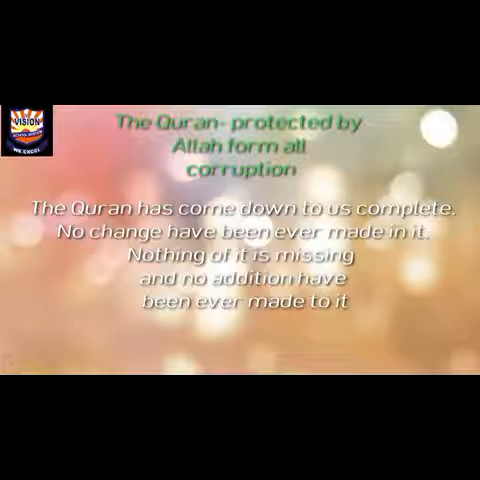 VISION
SCHOOL SYSTEM
WE EXCEL
The Quran- protected by
Allah form all
corruption
The Quran has come down to us complete.
No change have been ever made in it.
Nothing of it is missing
and no addition have
been ever made to it